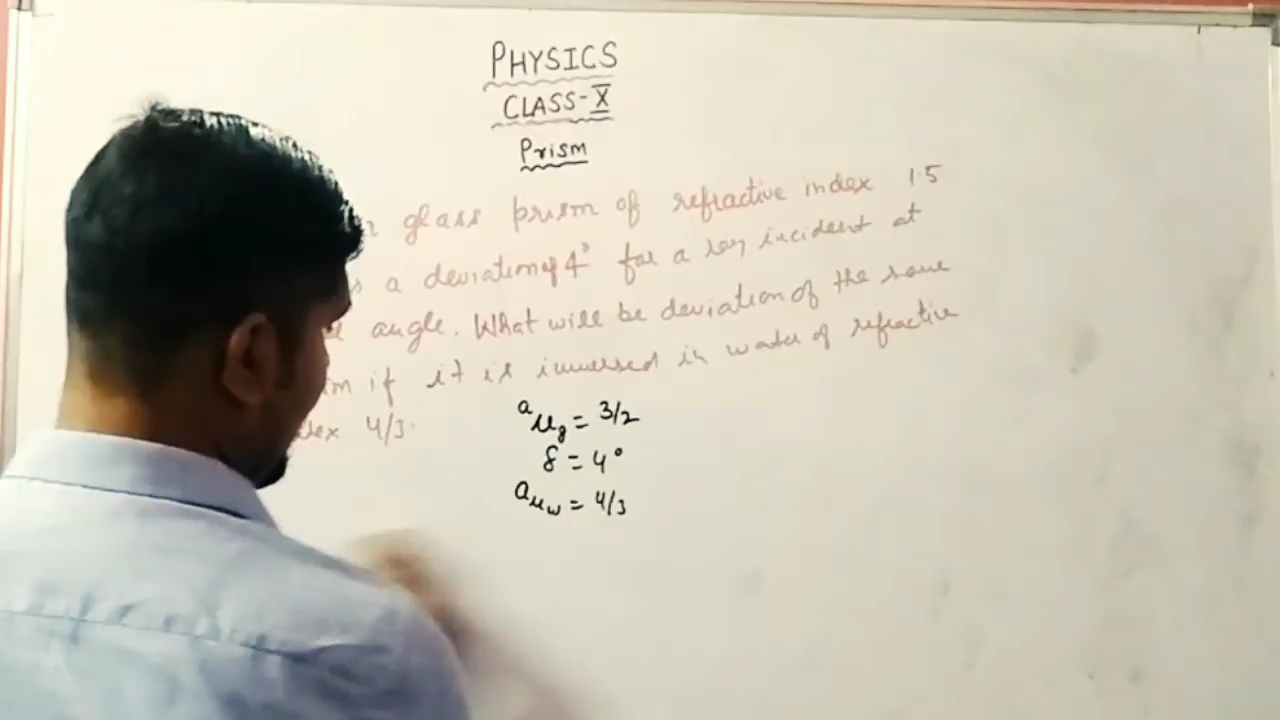 PHYSICS
CLASS-X
Prism
glass prism of refractive index 1.5
a deviation of 4° for a ray incident at
angle. What will be deviation of the same
if it is immersed in water of refractive
4/3.
aμg = 3/2
δ = 4°
aμw = 4/3